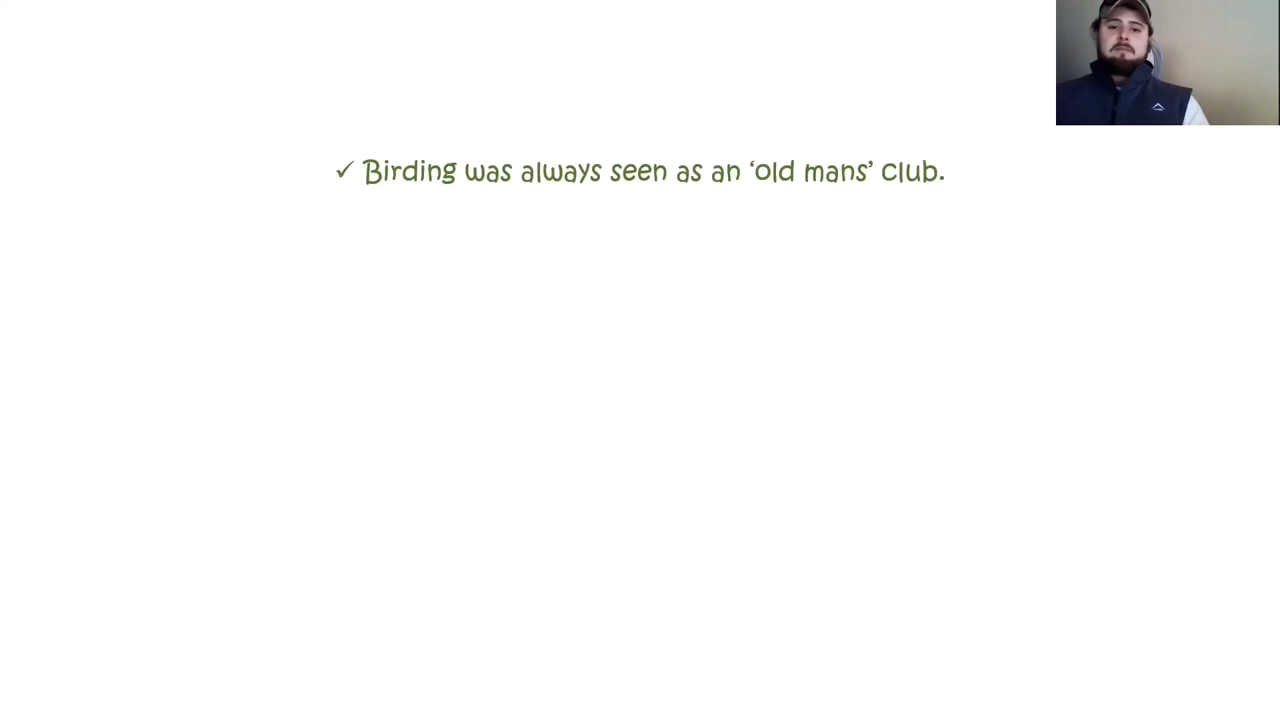 ✓ Birding was always seen as an ‘old mans’ club.